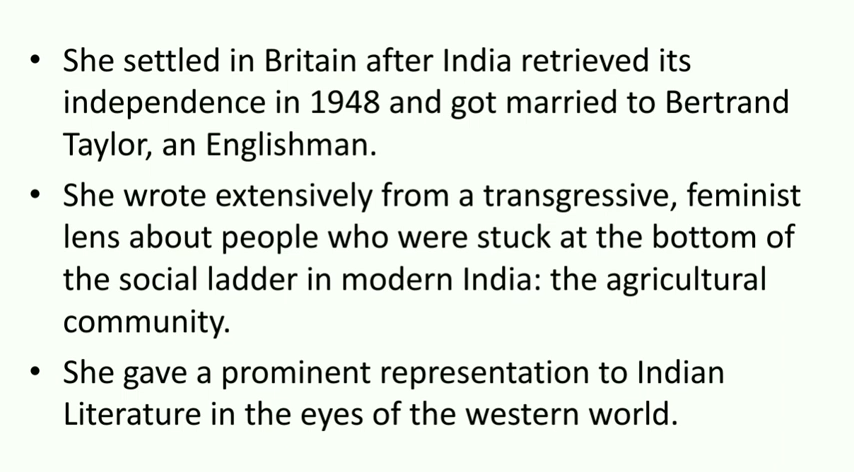 • She settled in Britain after India retrieved its
independence in 1948 and got married to Bertrand
Taylor, an Englishman.
• She wrote extensively from a transgressive, feminist
lens about people who were stuck at the bottom of
the social ladder in modern India: the agricultural
community.
• She gave a prominent representation to Indian
Literature in the eyes of the western world.